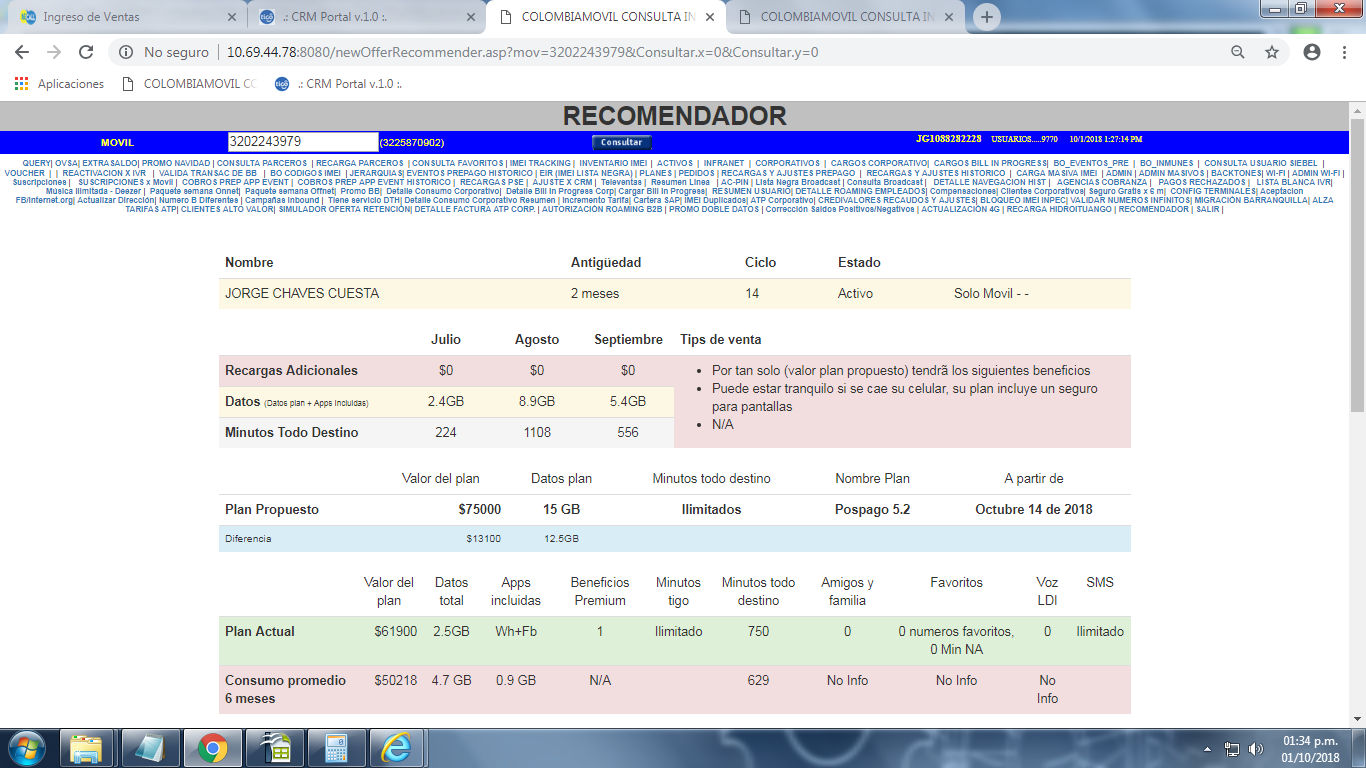 Ingreso de Ventas
.: CRM Portal v.1.0 :.
COLOMBIAMOVIL CONSULTA IN
COLOMBIAMOVIL CONSULTA IN
No seguro
10.69.44.78:8080/newOfferRecommender.asp?mov=3202243979&Consultar.x=0&Consultar.y=0
Aplicaciones
COLOMBIAMOVIL CO
.: CRM Portal v.1.0 :.
RECOMENDADOR
MOVIL 3202243979 (3225870902) Consultar JG1088282228 USUARIOS.....9770 10/1/2018 1:27:14 PM
QUERY| OVSA| EXTRASALDO| PROMO NAVIDAD | CONSULTA PARCEROS | RECARGA PARCEROS | CONSULTA FAVORITOS | IMEI TRACKING | INVENTARIO IMEI | ACTIVOS | INFRANET | CORPORATIVOS | CARGOS CORPORATIVO| CARGOS BILL IN PROGRESS| BO_EVENTOS_PRE | BO_INMUNES | CONSULTA USUARIO SIEBEL |
VOUCHER | | REACTIVACION X IVR | VALIDA TRANSAC DE BB | BO CODIGOS IMEI | JERARQUIAS| EVENTOS PREPAGO HISTORICO | EIR (IMEI LISTA NEGRA) | PLANES | PEDIDOS | RECARGAS Y AJUSTES PREPAGO | RECARGAS Y AJUSTES HISTORICO | CARGA MASIVA IMEI | ADMIN | ADMIN MASIVOS | BACKTONES| WI-FI | ADMIN WI-FI |
Suscripciones | SUSCRIPCIONES x Movil | COBROS PREP APP EVENT | COBROS PREP APP EVENT HISTORICO | RECARGAS PSE | AJUSTE X CRM | Televentas | Resumen Linea | AC-PIN | Lista Negra Broadcast | Consulta Broadcast | DETALLE NAVEGACION HIST | AGENCIAS COBRANZA | PAGOS RECHAZADOS | LISTA BLANCA IVR|
Musica Ilimitada - Deezer | Paquete semana Onnet| Paquete semana Offnet| Promo BB| Detalle Consumo Corporativo| Detalle Bill In Progress Corp| Cargar Bill In Progress| RESUMEN USUARIO| DETALLE ROAMING EMPLEADOS| Compensaciones| Clientes Corporativos| Seguro Gratis x 6 m| CONFIG TERMINALES| Aceptacion
FB/internet.org| Actualizar Dirección| Numero B Diferentes | Campañas Inbound | Tiene servicio DTH| Detalle Consumo Corporativo Resumen | Incremento Tarifa| Cartera SAP| IMEI Duplicados| ATP Corporativo| CREDIVALORES RECAUDOS Y AJUSTES| BLOQUEO IMEI INPEC| VALIDAR NUMEROS INFINITOS| MIGRACIÓN BARRANQUILLA| ALZA
TARIFAS ATP| CLIENTES ALTO VALOR| SIMULADOR OFERTA RETENCIÓN| DETALLE FACTURA ATP CORP. | AUTORIZACIÓN ROAMING B2B | PROMO DOBLE DATOS | Corrección Saldos Positivos/Negativos | ACTUALIZACIÓN 4G | RECARGA HIDROITUANGO | RECOMENDADOR | SALIR |
Nombre Antigüedad Ciclo Estado
JORGE CHAVES CUESTA 2 meses 14 Activo Solo Movil - -
Julio Agosto Septiembre Tips de venta
Recargas Adicionales $0 $0 $0
Datos (Datos plan + Apps Incluidas) 2.4GB 8.9GB 5.4GB
Minutos Todo Destino 224 1108 556
Por tan solo (valor plan propuesto) tendrã los siguientes beneficios
Puede estar tranquilo si se cae su celular, su plan incluye un seguro
para pantallas
N/A
Valor del plan Datos plan Minutos todo destino Nombre Plan A partir de
Plan Propuesto $75000 15 GB Ilimitados Pospago 5.2 Octubre 14 de 2018
Diferencia $13100 12.5GB
Valor del Datos Apps Beneficios Minutos Minutos todo Amigos y Favoritos Voz SMS
plan total incluidas Premium tigo destino familia LDI
Plan Actual $61900 2.5GB Wh+Fb 1 Ilimitado 750 0 0 numeros favoritos, 0 Ilimitado
0 Min NA
Consumo promedio $50218 4.7 GB 0.9 GB N/A 629 No Info No Info No
6 meses Info
01:34 p.m.
01/10/2018